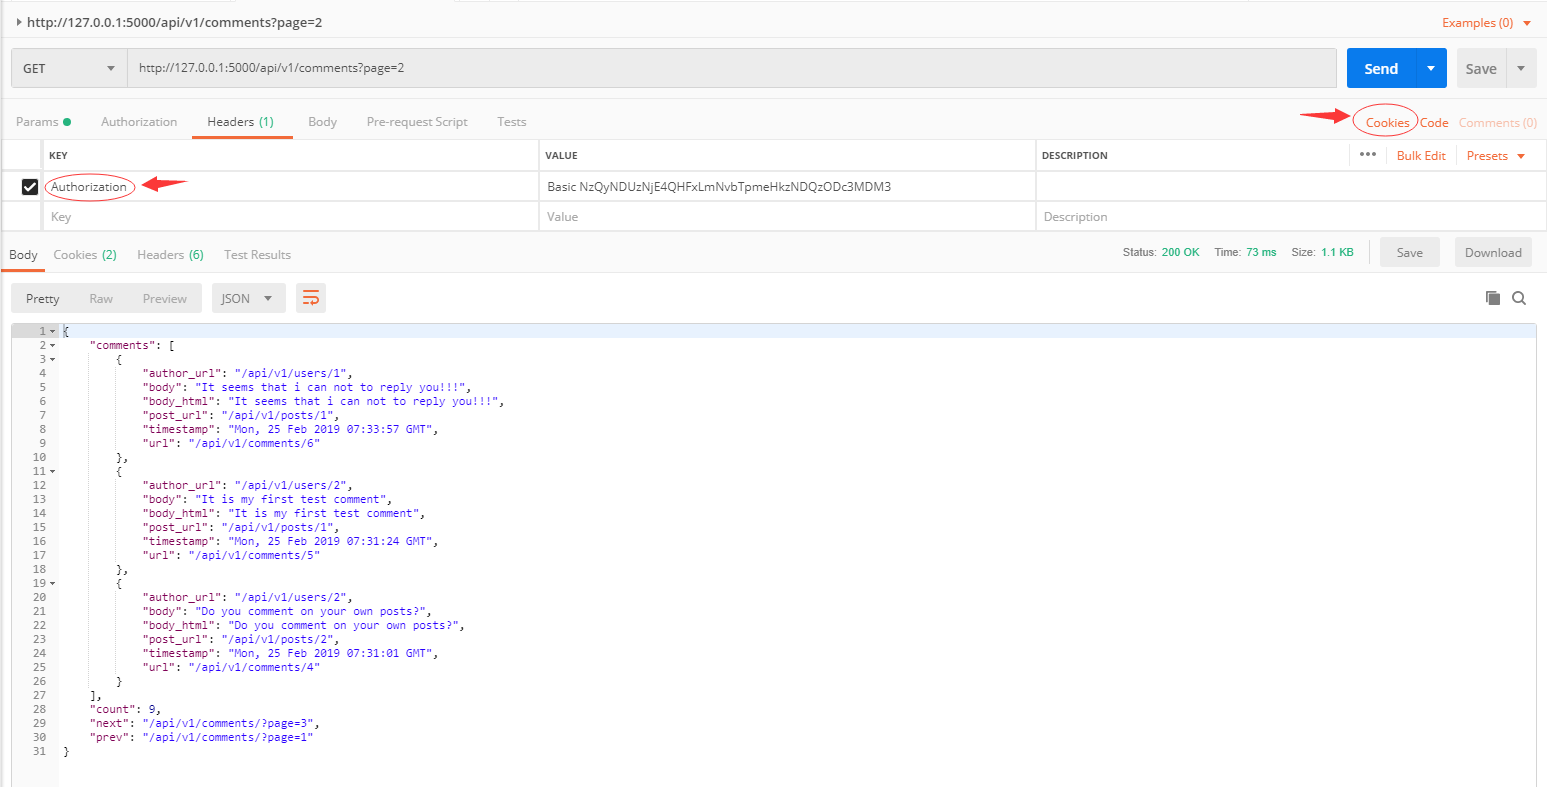 http://127.0.0.1:5000/api/v1/comments?page=2 Examples (0)
GET http://127.0.0.1:5000/api/v1/comments?page=2 Send Save
Params Authorization Headers (1) Body Pre-request Script Tests Cookies Code Comments (0)
KEY VALUE DESCRIPTION ••• Bulk Edit Presets
Authorization Basic NzQyNDUzNjE4QHFxLmNvbTpmeHkzNDQzODc3MDM3
Key Value Description
Body Cookies (2) Headers (6) Test Results Status: 200 OK Time: 73 ms Size: 1.1 KB Save Download
Pretty Raw Preview JSON
1 {
2 "comments": [
3 {
4 "author_url": "/api/v1/users/1",
5 "body": "It seems that i can not to reply you!!!",
6 "body_html": "It seems that i can not to reply you!!!",
7 "post_url": "/api/v1/posts/1",
8 "timestamp": "Mon, 25 Feb 2019 07:33:57 GMT",
9 "url": "/api/v1/comments/6"
10 },
11 {
12 "author_url": "/api/v1/users/2",
13 "body": "It is my first test comment",
14 "body_html": "It is my first test comment",
15 "post_url": "/api/v1/posts/1",
16 "timestamp": "Mon, 25 Feb 2019 07:31:24 GMT",
17 "url": "/api/v1/comments/5"
18 },
19 {
20 "author_url": "/api/v1/users/2",
21 "body": "Do you comment on your own posts?",
22 "body_html": "Do you comment on your own posts?",
23 "post_url": "/api/v1/posts/2",
24 "timestamp": "Mon, 25 Feb 2019 07:31:01 GMT",
25 "url": "/api/v1/comments/4"
26 }
27 ],
28 "count": 9,
29 "next": "/api/v1/comments/?page=3",
30 "prev": "/api/v1/comments/?page=1"
31 }